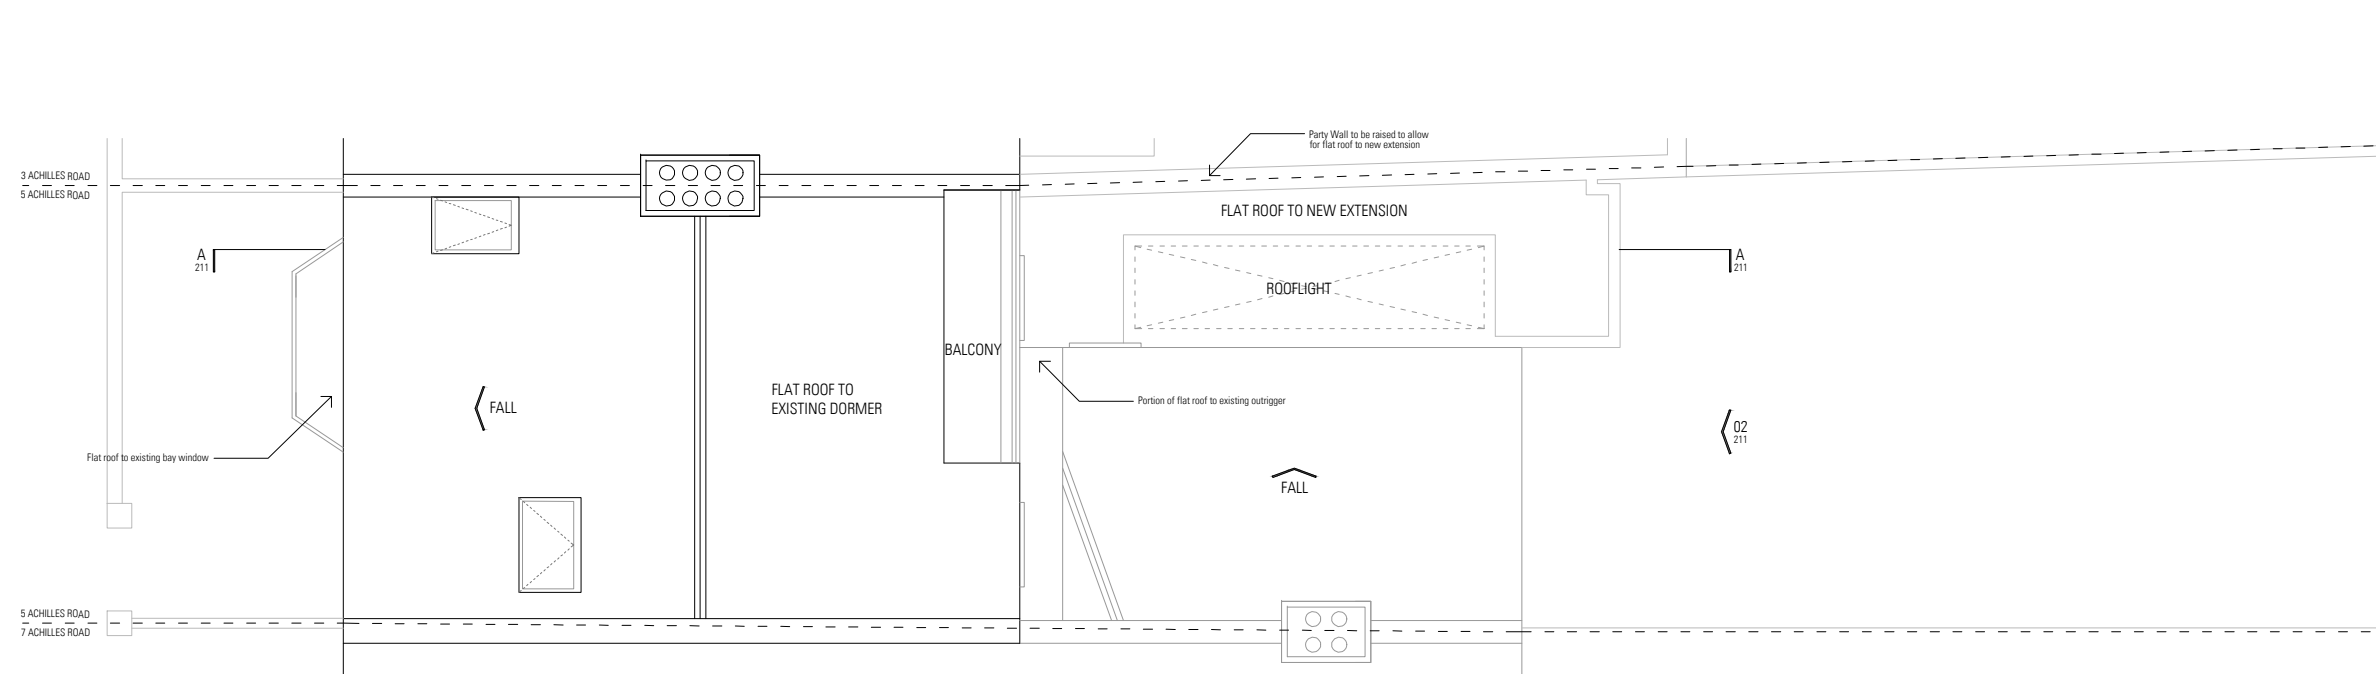 Party Wall to be raised to allow
for flat roof to new extension
3 ACHILLES ROAD
5 ACHILLES ROAD
FLAT ROOF TO NEW EXTENSION
A
211
A
211
ROOFLIGHT
BALCONY
FLAT ROOF TO
EXISTING DORMER
FALL
Portion of flat roof to existing outrigger
02
211
Flat roof to existing bay window
FALL
5 ACHILLES ROAD
7 ACHILLES ROAD